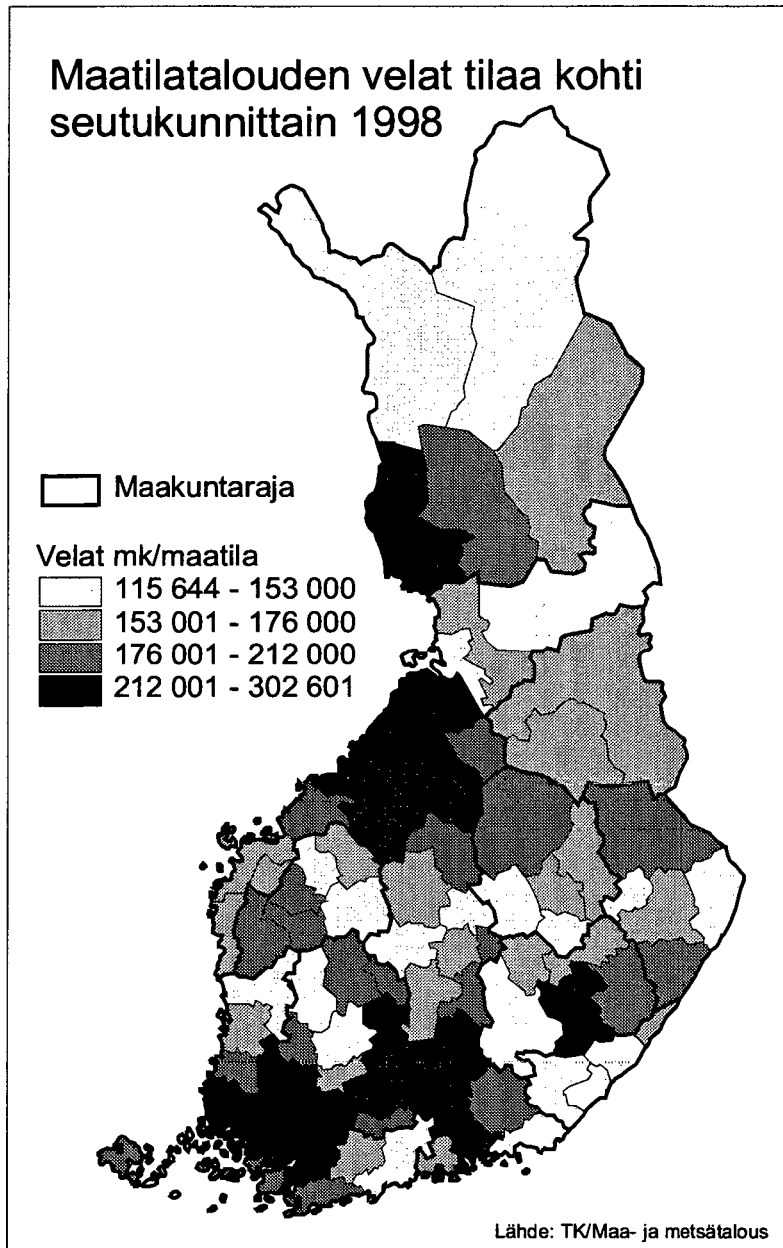 Maatilatalouden velat tilaa kohti
seutukunnittain 1998
Maakuntaraja
Velat mk/maatila
115 644 - 153 000
153 001 - 176 000
176 001 - 212 000
212 001 - 302 601
Lähde: TK/Maa- ja metsätalous